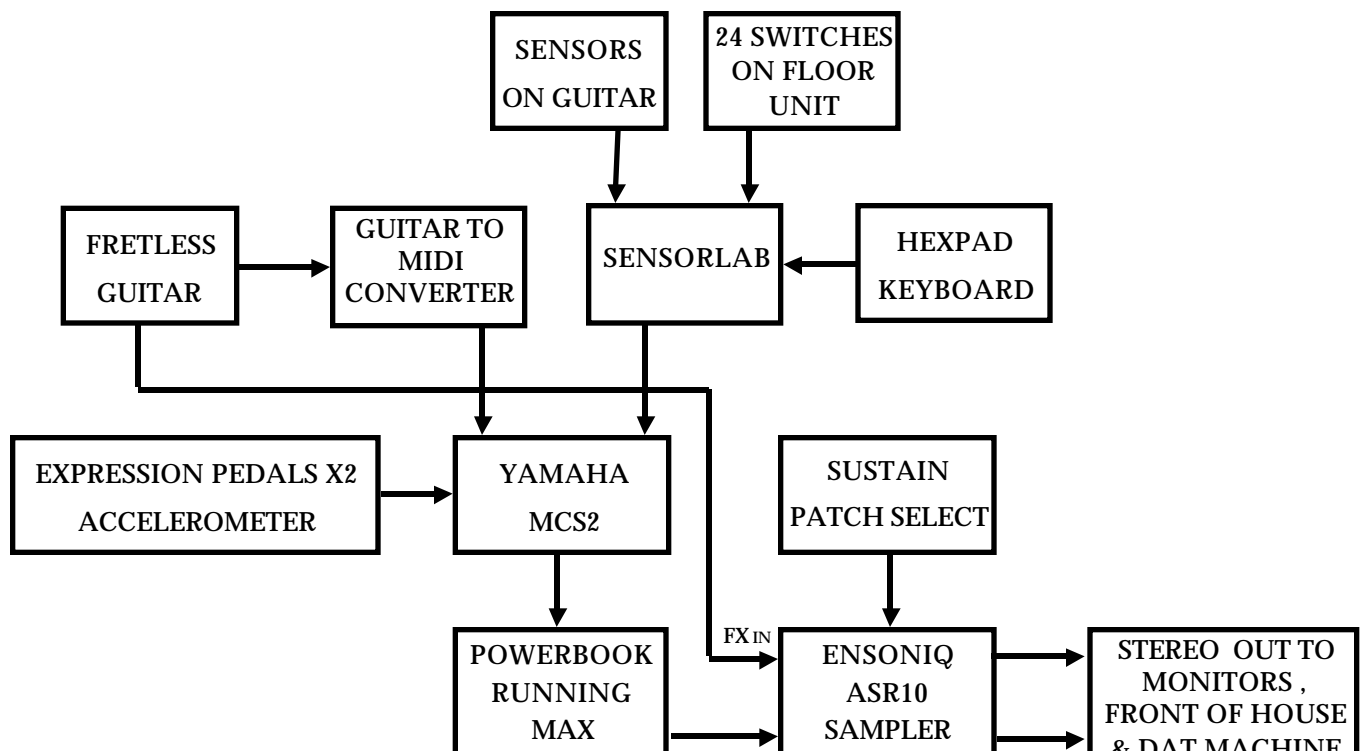 SENSORS
ON GUITAR
24 SWITCHES
ON FLOOR
UNIT
FRETLESS
GUITAR
GUITAR TO
MIDI
CONVERTER
SENSORLAB
HEXPAD
KEYBOARD
EXPRESSION PEDALS X2
ACCELEROMETER
YAMAHA
MCS2
SUSTAIN
PATCH SELECT
POWERBOOK
RUNNING
MAX
FX IN
ENSONIQ
ASR10
SAMPLER
STEREO OUT TO
MONITORS ,
FRONT OF HOUSE
& DAT MACHINE